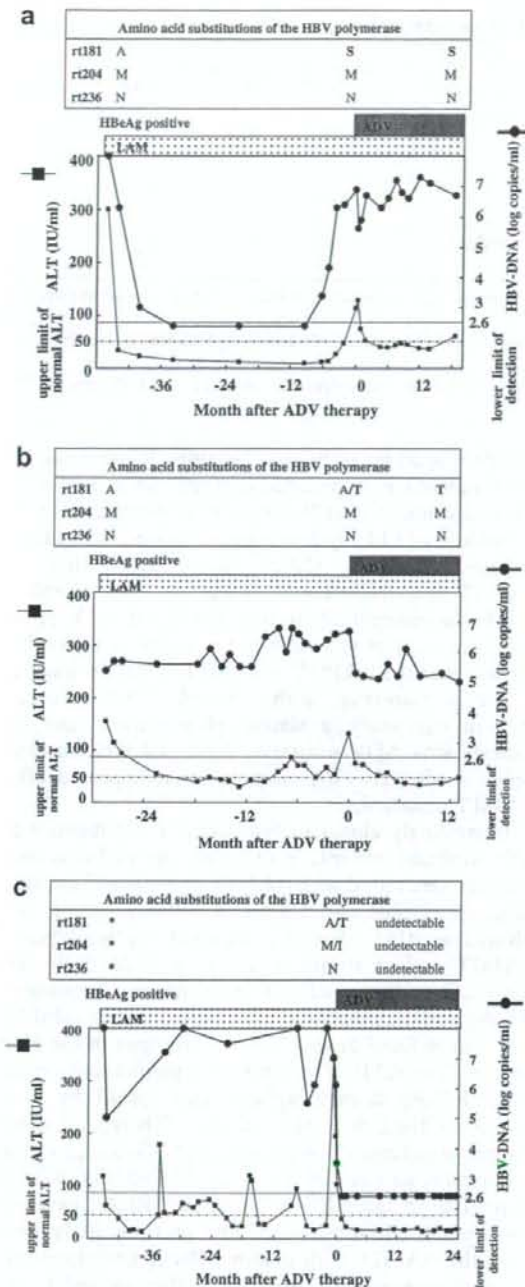 a
Amino acid substitutions of the HBV polymerase
rt181 A S S
rt204 M M M
rt236 N N N
HBeAg positive
ADV
LAM
400
300
200
100
50
0
7
6
5
4
3
2.6
ALT (IU/ml)
upper limit of normal ALT
HBV-DNA (log copies/ml)
lower limit of detection
-36 -24 -12 0 12
Month after ADV therapy
b
Amino acid substitutions of the HBV polymerase
rt181 A A/T T
rt204 M M M
rt236 N N N
HBeAg positive
ADV
LAM
400
300
200
100
50
0
7
6
5
4
3
2.6
ALT (IU/ml)
upper limit of normal ALT
HBV-DNA (log copies/ml)
lower limit of detection
-24 -12 0 12
Month after ADV therapy
c
Amino acid substitutions of the HBV polymerase
rt181 * A/T undetectable
rt204 * M/I undetectable
rt236 * N undetectable
HBeAg positive
ADV
LAM
400
300
200
100
50
0
7
6
5
4
3
2.6
ALT (IU/ml)
upper limit of normal ALT
HBV-DNA (log copies/ml)
lower limit of detection
-36 -24 -12 0 12 24
Month after ADV therapy